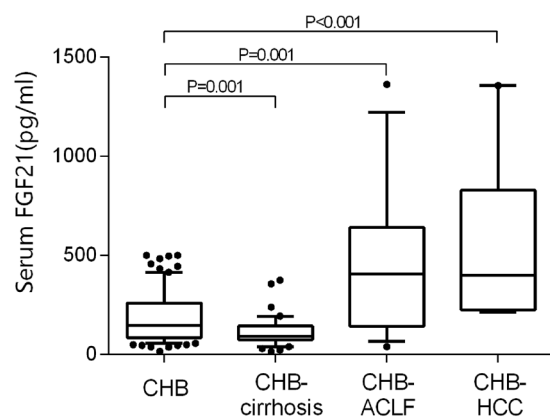 P<0.001
P=0.001
P=0.001
1500
1000
500
0
Serum FGF21(pg/ml)
CHB
CHB-
cirrhosis
CHB-
ACLF
CHB-
HCC